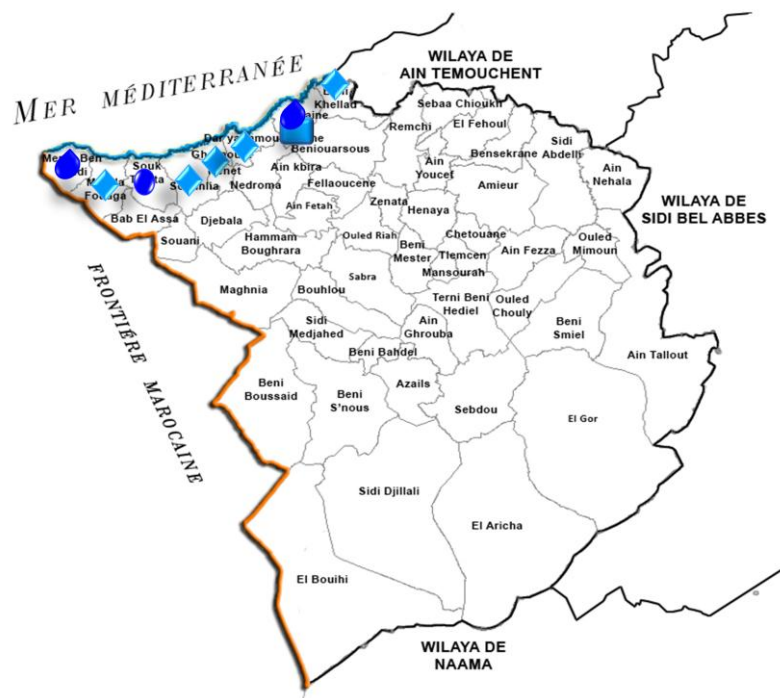 MER MÉDITERRANÉE
WILAYA DE
AIN TEMOUCHENT
Khellad
Sebaa Chioukh
Remchi
El Fehoul
Sidi
Abdelli
Beniouarsous
Bensekrane
Ain
Nehala
Souk
Ain kbira
Ain
Youcef
Nedroma
Fellaoucene
Amieur
WILAYA DE
SIDI BEL ABBES
Bab El Assa
Djebala
Ain Fetah
Zenata
Henaya
Souani
Hammam
Boughrara
Ouled Riah
Beni
Mester
Chetouane
Tlemcen
Mansourah
Ain Fezza
Ouled
Mimoun
FRONTIÉRE MAROCAINE
Maghnia
Bouhlou
Sabra
Terni Beni
Hediel
Ouled
Chouly
Sidi
Medjahed
Ain
Ghrouba
Beni
Smiel
Beni Bahdel
Ain Tallout
Beni
Boussaid
Beni
S'nous
Azails
Sebdou
El Gor
Sidi Djillali
El Aricha
El Bouihi
WILAYA DE
NAAMA